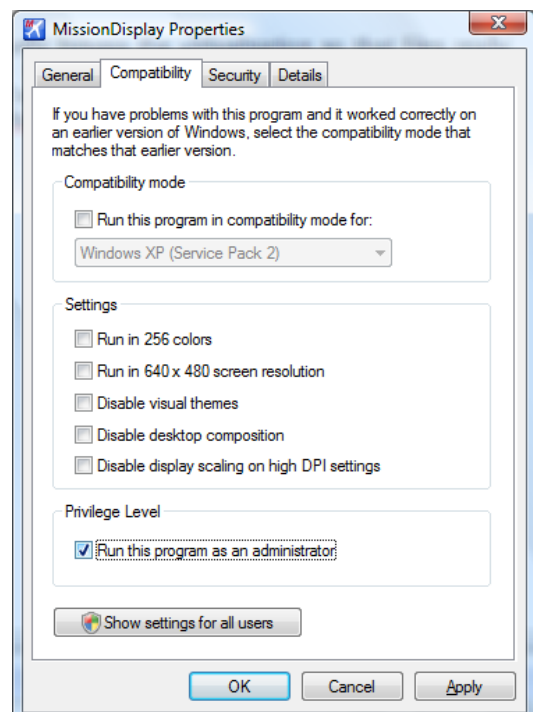 MissionDisplay Properties
General Compatibility Security Details
If you have problems with this program and it worked correctly on
an earlier version of Windows, select the compatibility mode that
matches that earlier version.
Compatibility mode
Run this program in compatibility mode for:
Windows XP (Service Pack 2)
Settings
Run in 256 colors
Run in 640 x 480 screen resolution
Disable visual themes
Disable desktop composition
Disable display scaling on high DPI settings
Privilege Level
Run this program as an administrator
Show settings for all users
OK Cancel Apply